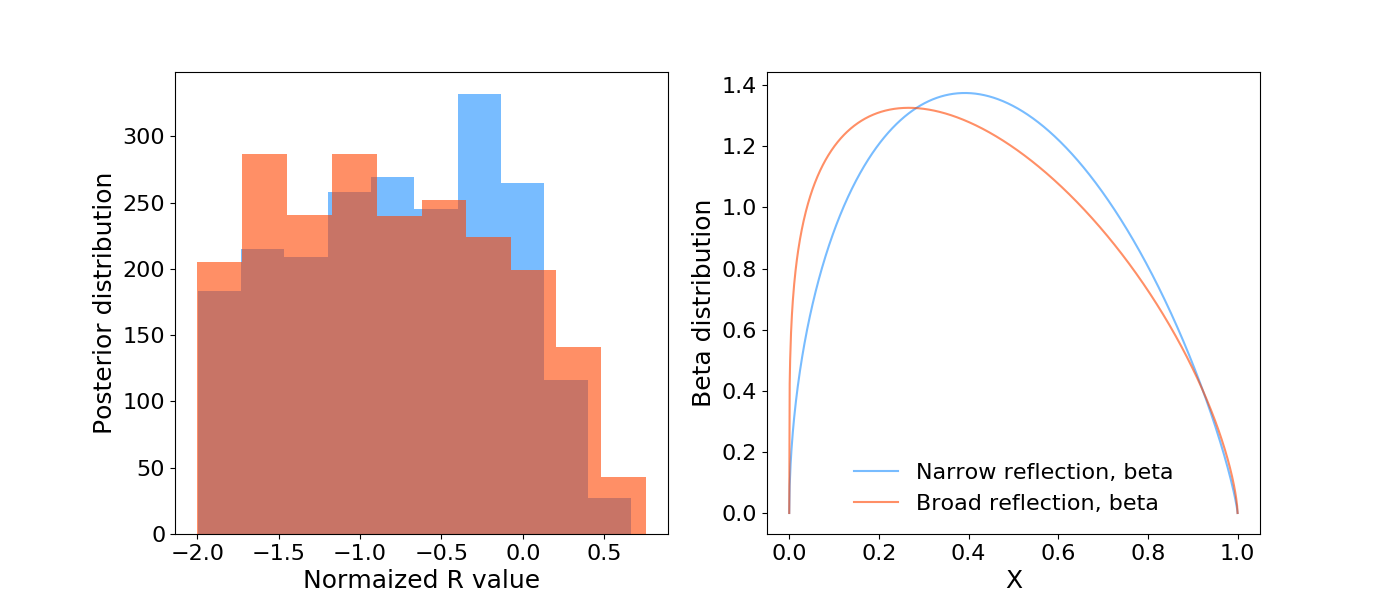 Posterior distribution
300
250
200
150
100
50
0
−2.0 −1.5 −1.0 −0.5 0.0 0.5
Normaized R value
Beta distribution
1.4
1.2
1.0
0.8
0.6
0.4
0.2
0.0
0.0 0.2 0.4 0.6 0.8 1.0
X
Narrow reflection, beta
Broad reflection, beta